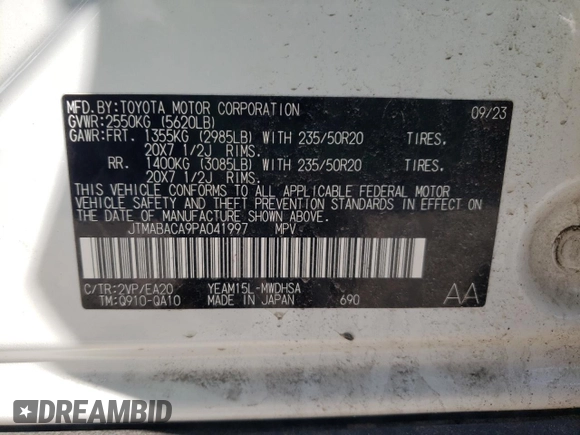 MFD.BY:TOYOTA MOTOR CORPORATION 09/23
GVWR:2550KG (5620LB)
GAWR:FRT. 1355KG (2985LB) WITH 235/50R20 TIRES.
20X7 1/2J RIMS.
RR. 1400KG (3085LB) WITH 235/50R20 TIRES.
20X7 1/2J RIMS.
THIS VEHICLE CONFORMS TO ALL APPLICABLE FEDERAL MOTOR
VEHICLE SAFETY AND THEFT PREVENTION STANDARDS IN EFFECT
ON THE DATE OF MANUFACTURE SHOWN ABOVE.
JTMABACA9PA041997 MPV
C/TR:2VP/EA20 YEAM15L-MWDHSA
TM:Q910-QA10 MADE IN JAPAN 690 AA
DREAMBID